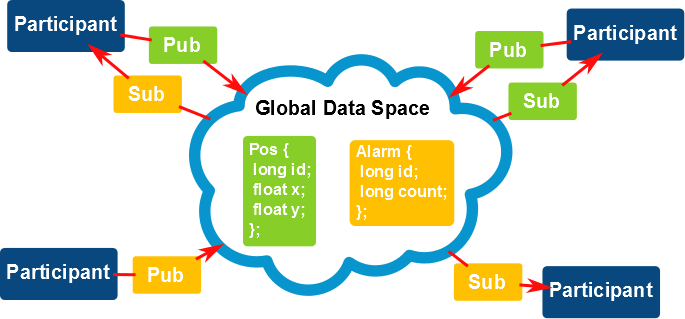 Participant
Pub
Sub
Participant
Pub
Sub
Global Data Space
Pos {
long id;
float x;
float y;
};
Alarm {
long id;
long count;
};
Participant
Pub
Sub
Participant